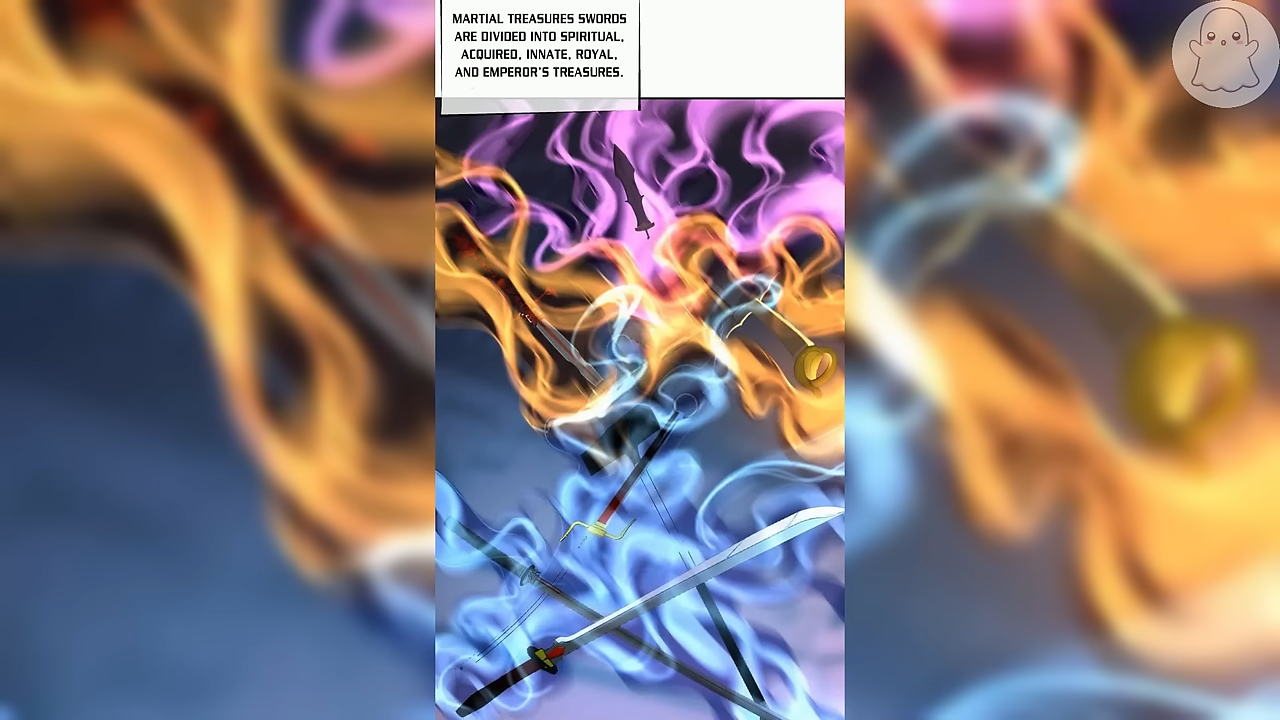 MARTIAL TREASURES SWORDS
ARE DIVIDED INTO SPIRITUAL,
ACQUIRED, INNATE, ROYAL,
AND EMPEROR'S TREASURES.